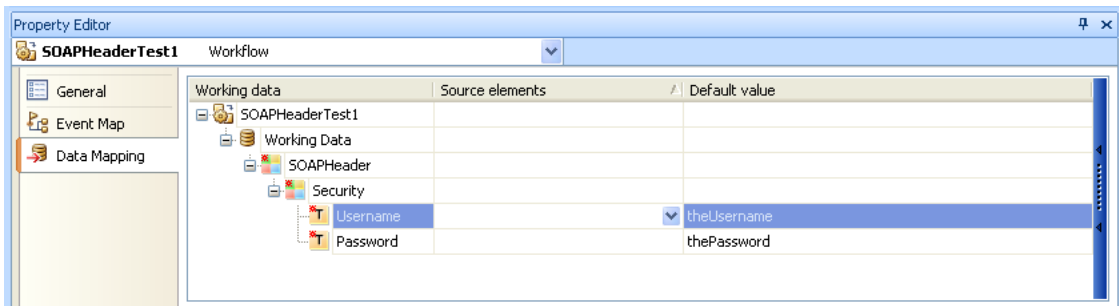 Property Editor
SOAPHeaderTest1 Workflow
General
Event Map
Data Mapping
Working data Source elements Default value
SOAPHeaderTest1
Working Data
SOAPHeader
Security
Username theUsername
Password thePassword